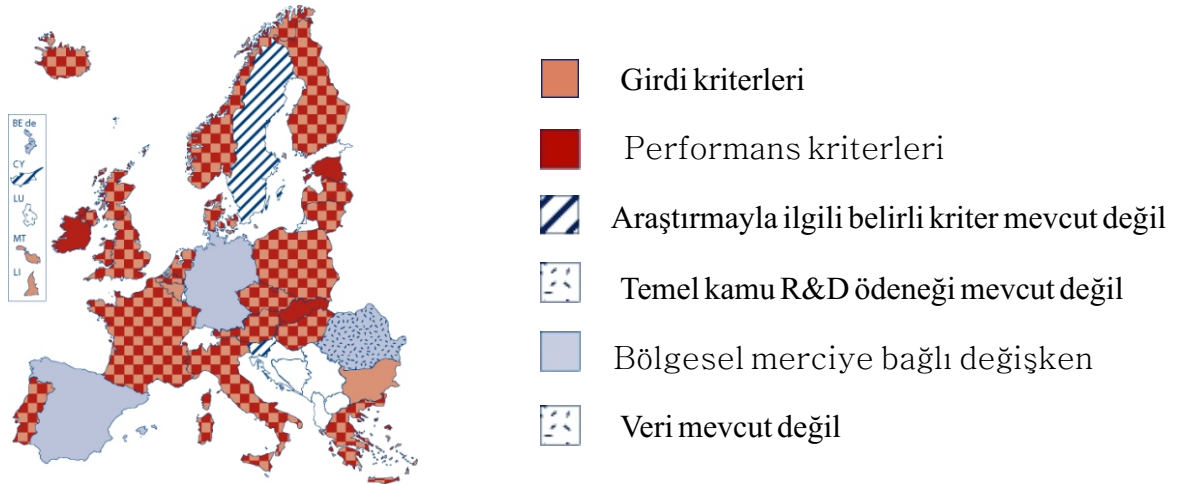 BE de
CY
LU
MT
LI
Girdi kriterleri
Performans kriterleri
Araştırmayla ilgili belirli kriter mevcut değil
Temel kamu R&D ödeneği mevcut değil
Bölgesel merciye bağlı değişken
Veri mevcut değil